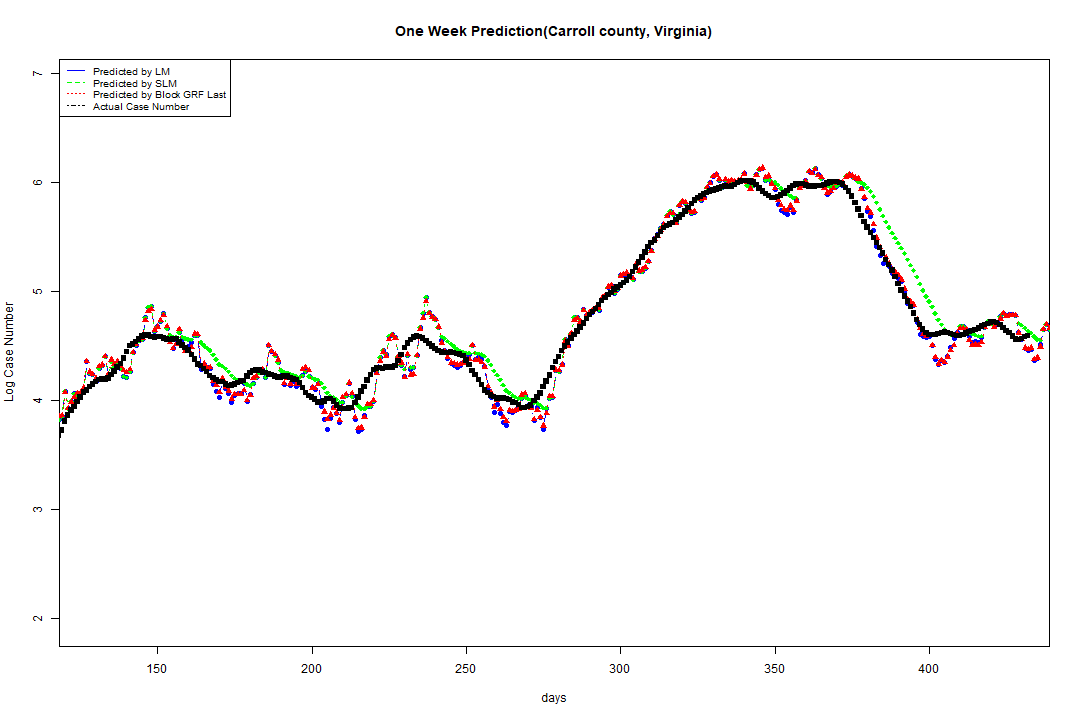 One Week Prediction(Carroll county, Virginia)
Predicted by LM
Predicted by SLM
Predicted by Block GRF Last
Actual Case Number
7
6
5
4
3
2
Log Case Number
150 200 250 300 350 400
days